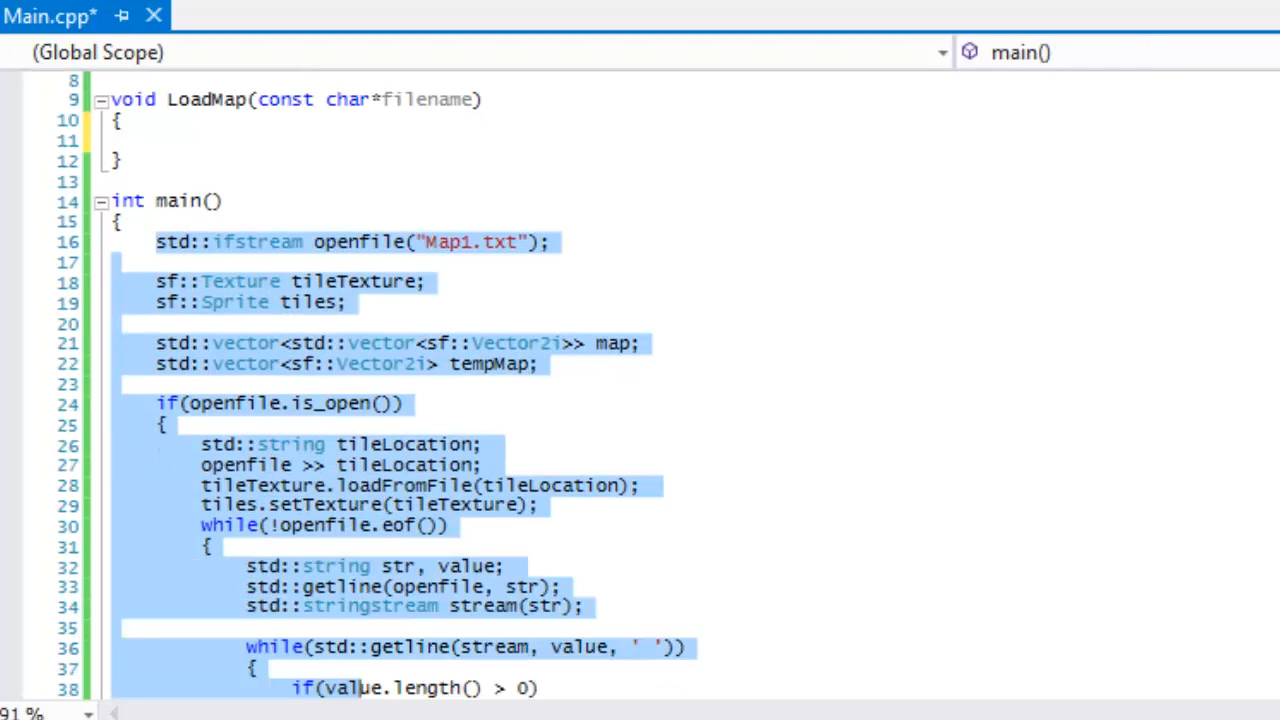 Main.cpp*
(Global Scope)
main()
8
9 void LoadMap(const char*filename)
10 {
11
12 }
13
14 int main()
15 {
16 std::ifstream openfile("Map1.txt");
17
18 sf::Texture tileTexture;
19 sf::Sprite tiles;
20
21 std::vector<std::vector<sf::Vector2i>> map;
22 std::vector<sf::Vector2i> tempMap;
23
24 if(openfile.is_open())
25 {
26 std::string tileLocation;
27 openfile >> tileLocation;
28 tileTexture.loadFromFile(tileLocation);
29 tiles.setTexture(tileTexture);
30 while(!openfile.eof())
31 {
32 std::string str, value;
33 std::getline(openfile, str);
34 std::stringstream stream(str);
35
36 while(std::getline(stream, value, ' '))
37 {
38 if(value.length() > 0)
91 %